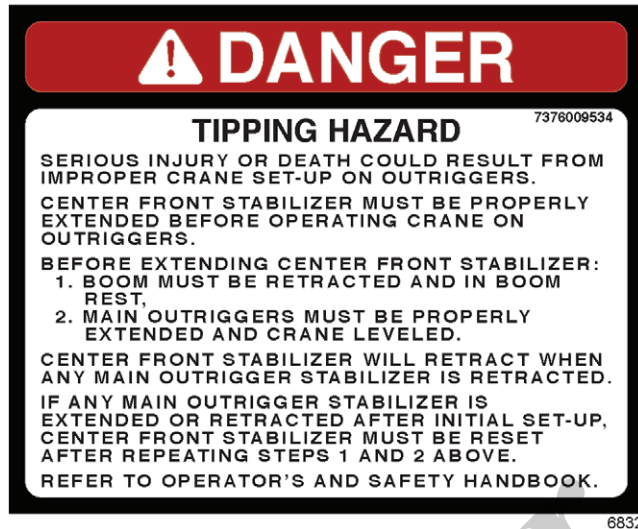 DANGER
7376009534
TIPPING HAZARD
SERIOUS INJURY OR DEATH COULD RESULT FROM
IMPROPER CRANE SET-UP ON OUTRIGGERS.
CENTER FRONT STABILIZER MUST BE PROPERLY
EXTENDED BEFORE OPERATING CRANE ON
OUTRIGGERS.
BEFORE EXTENDING CENTER FRONT STABILIZER:
1. BOOM MUST BE RETRACTED AND IN BOOM
REST,
2. MAIN OUTRIGGERS MUST BE PROPERLY
EXTENDED AND CRANE LEVELED.
CENTER FRONT STABILIZER WILL RETRACT WHEN
ANY MAIN OUTRIGGER STABILIZER IS RETRACTED.
IF ANY MAIN OUTRIGGER STABILIZER IS
EXTENDED OR RETRACTED AFTER INITIAL SET-UP,
CENTER FRONT STABILIZER MUST BE RESET
AFTER REPEATING STEPS 1 AND 2 ABOVE.
REFER TO OPERATOR'S AND SAFETY HANDBOOK.
6832